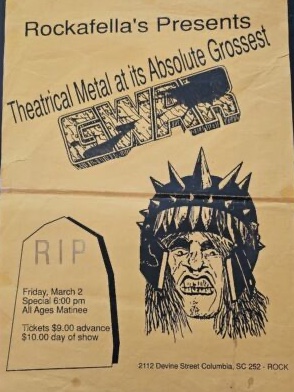 Rockafella's Presents
Theatrical Metal at its Absolute Grossest
GWAR
RIP
Friday, March 2
Special 6:00 pm
All Ages Matinee
Tickets $9.00 advance
$10.00 day of show
2112 Devine Street Columbia, SC 252 - ROCK